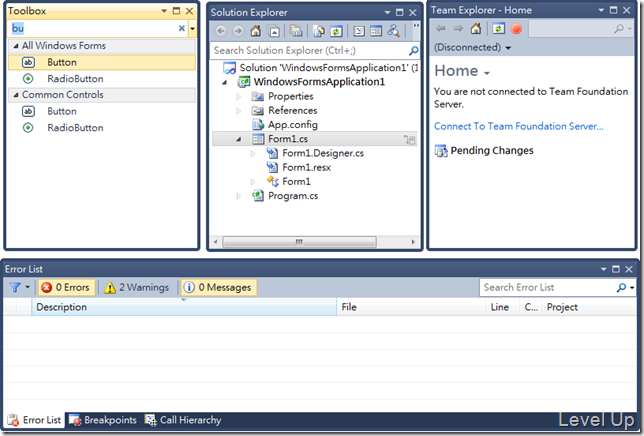 Toolbox
bu
All Windows Forms
Button
RadioButton
Common Controls
Button
RadioButton
Solution Explorer
Search Solution Explorer (Ctrl+;)
Solution 'WindowsFormsApplication1' (1
WindowsFormsApplication1
Properties
References
App.config
Form1.cs
Form1.Designer.cs
Form1.resx
Form1
Program.cs
Team Explorer - Home
(Disconnected)
Home
You are not connected to Team Foundation
Server.
Connect To Team Foundation Server...
Pending Changes
Error List
0 Errors
2 Warnings
0 Messages
Search Error List
Description File Line C... Project
Error List Breakpoints Call Hierarchy
Level Up